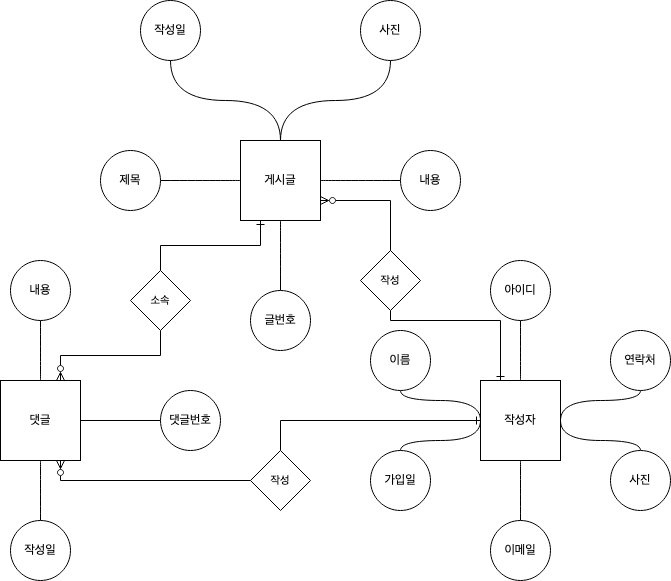 작성일
사진
제목
게시글
내용
내용
소속
작성
아이디
글번호
이름
연락처
댓글
댓글번호
작성자
작성
가입일
사진
작성일
이메일